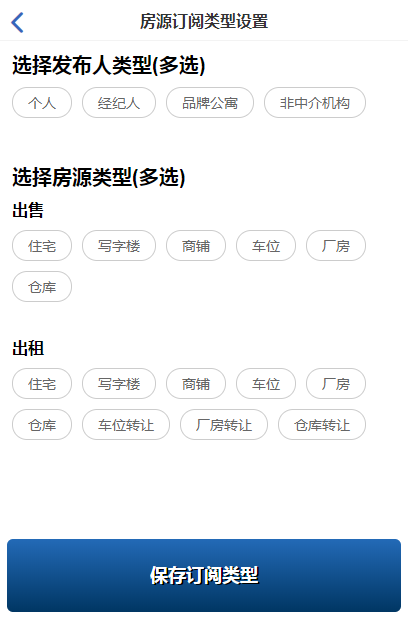 房源订阅类型设置
选择发布人类型(多选)
个人 经纪人 品牌公寓 非中介机构
选择房源类型(多选)
出售
住宅 写字楼 商铺 车位 厂房
仓库
出租
住宅 写字楼 商铺 车位 厂房
仓库 车位转让 厂房转让 仓库转让
保存订阅类型